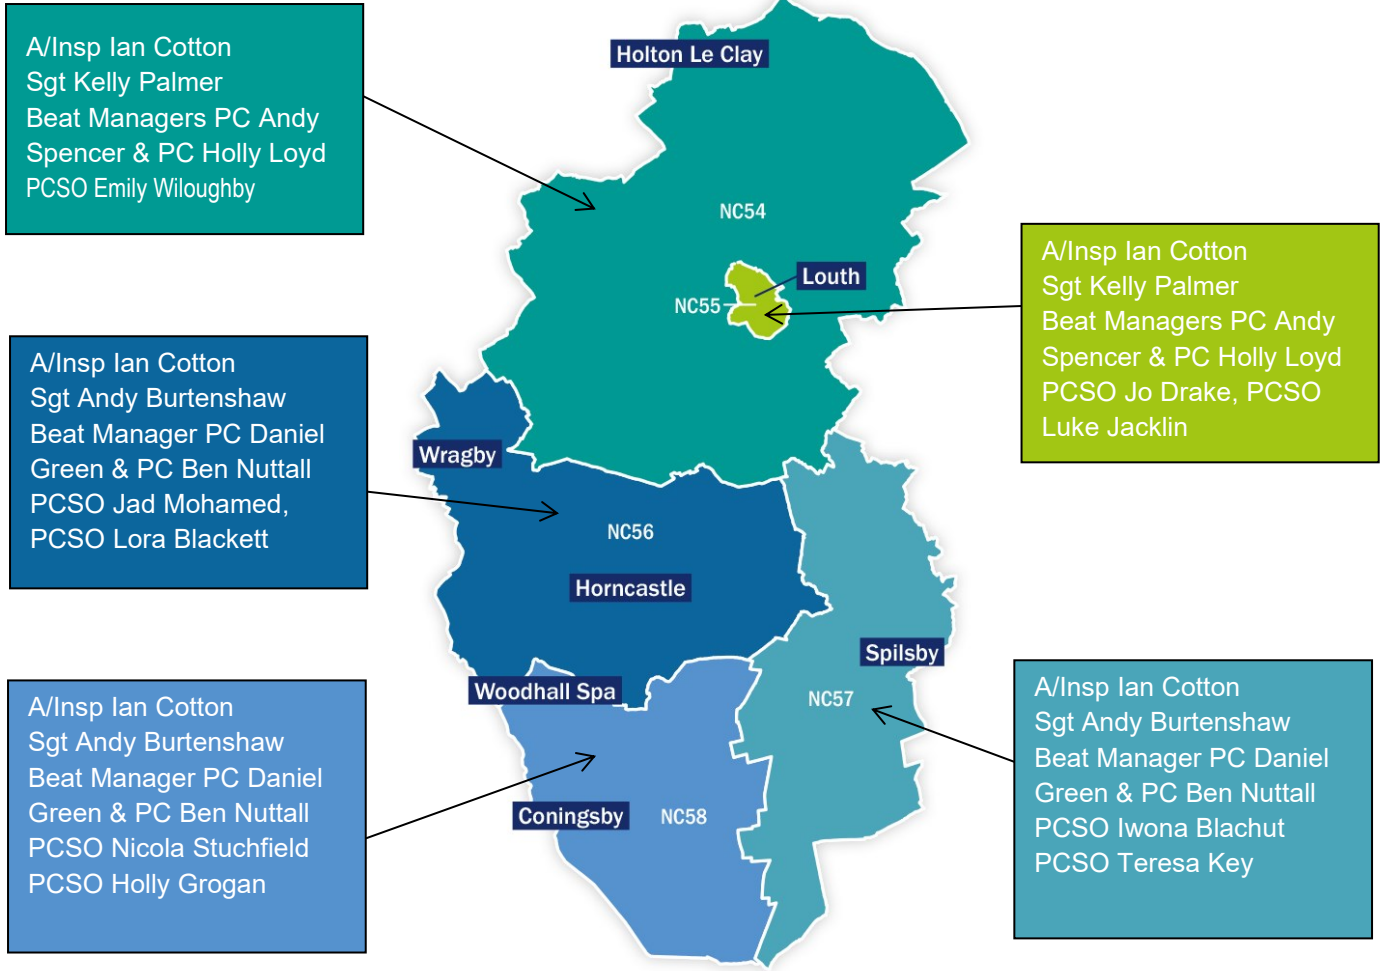 A/Insp Ian Cotton
Sgt Kelly Palmer
Beat Managers PC Andy
Spencer & PC Holly Loyd
PCSO Emily Wiloughby
Holton Le Clay
NC54
Louth
NC55
A/Insp Ian Cotton
Sgt Kelly Palmer
Beat Managers PC Andy
Spencer & PC Holly Loyd
PCSO Jo Drake, PCSO
Luke Jacklin
A/Insp Ian Cotton
Sgt Andy Burtenshaw
Beat Manager PC Daniel
Green & PC Ben Nuttall
PCSO Jad Mohamed,
PCSO Lora Blackett
Wragby
NC56
Horncastle
Spilsby
Woodhall Spa
NC57
A/Insp Ian Cotton
Sgt Andy Burtenshaw
Beat Manager PC Daniel
Green & PC Ben Nuttall
PCSO Nicola Stuchfield
PCSO Holly Grogan
Coningsby
NC58
A/Insp Ian Cotton
Sgt Andy Burtenshaw
Beat Manager PC Daniel
Green & PC Ben Nuttall
PCSO Iwona Blachut
PCSO Teresa Key